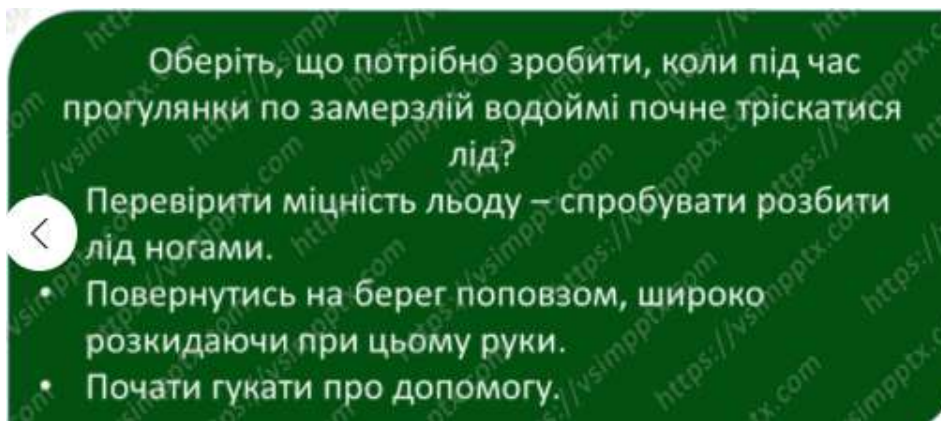 Оберіть, що потрібно зробити, коли під час
прогулянки по замерзлій водоймі почне тріскатися
лід?
Перевірити міцність льоду – спробувати розбити
лід ногами.
• Повернутись на берег поповзом, широко
розкидаючи при цьому руки.
• Почати гукати про допомогу.